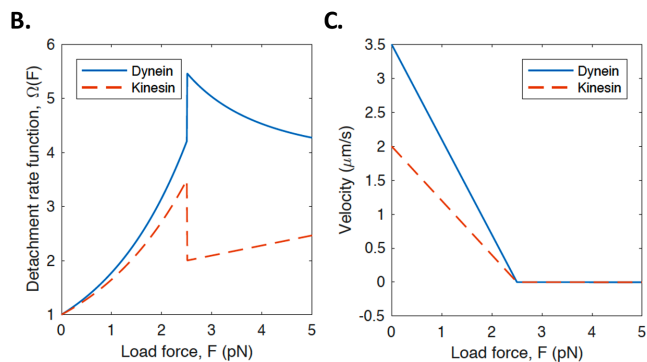 B.
6
5
4
3
2
1
0 1 2 3 4 5
Detachment rate function, Ω(F)
Load force, F (pN)
Dynein
Kinesin
C.
3.5
3
2.5
2
1.5
1
0.5
0
-0.5
0 1 2 3 4 5
Velocity (μm/s)
Load force, F (pN)
Dynein
Kinesin